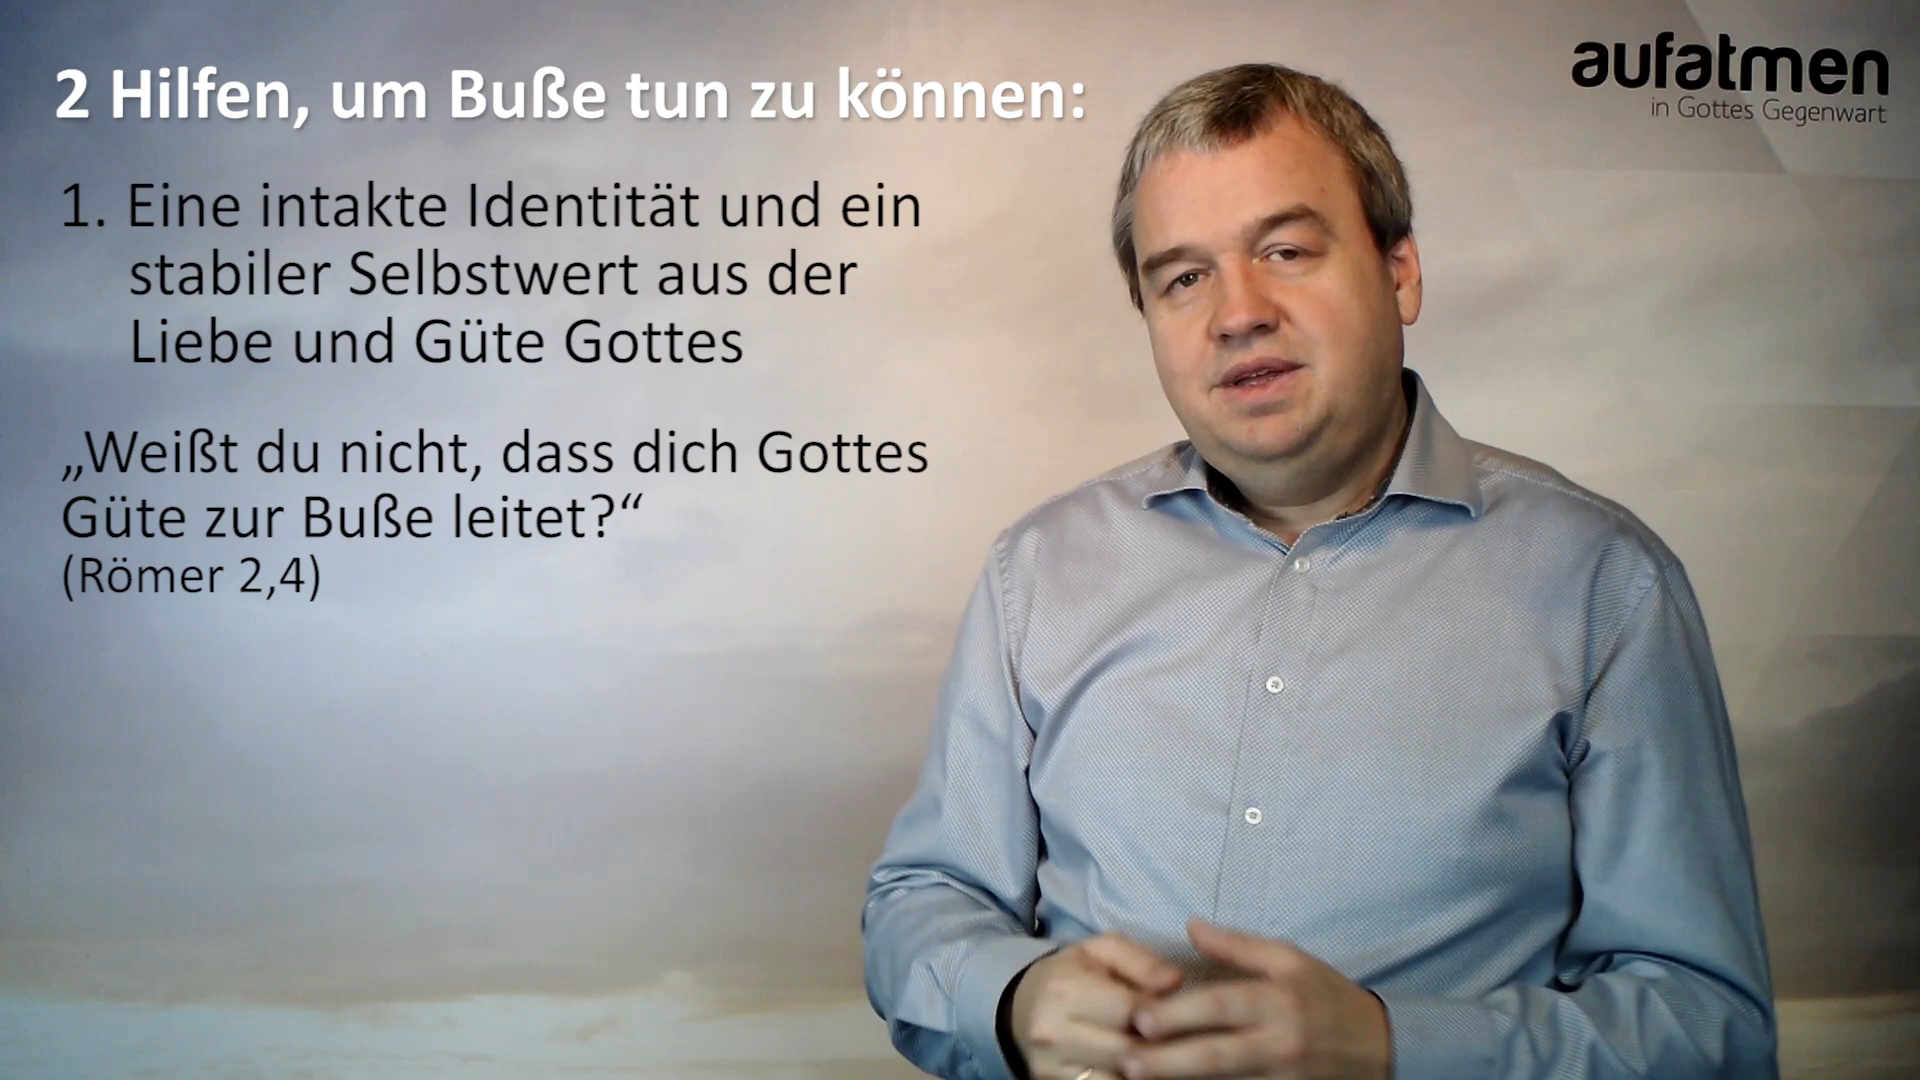 2 Hilfen, um Buße tun zu können:
1. Eine intakte Identität und ein
stabiler Selbstwert aus der
Liebe und Güte Gottes
„Weißt du nicht, dass dich Gottes
Güte zur Buße leitet?“
(Römer 2,4)
aufatmen
in Gottes Gegenwart